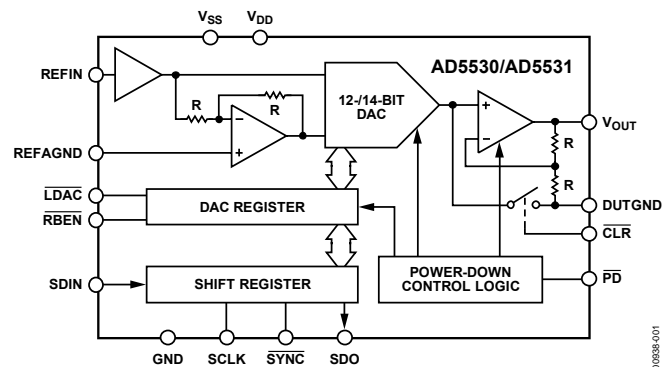 VSS VDD
AD5530/AD5531
REFIN
R
R
12-/14-BIT
DAC
REFAGND
VOUT
R
R
LDAC
RBEN
DAC REGISTER
DUTGND
CLR
SDIN
SHIFT REGISTER
POWER-DOWN
CONTROL LOGIC
PD
GND SCLK SYNC SDO
00938-001